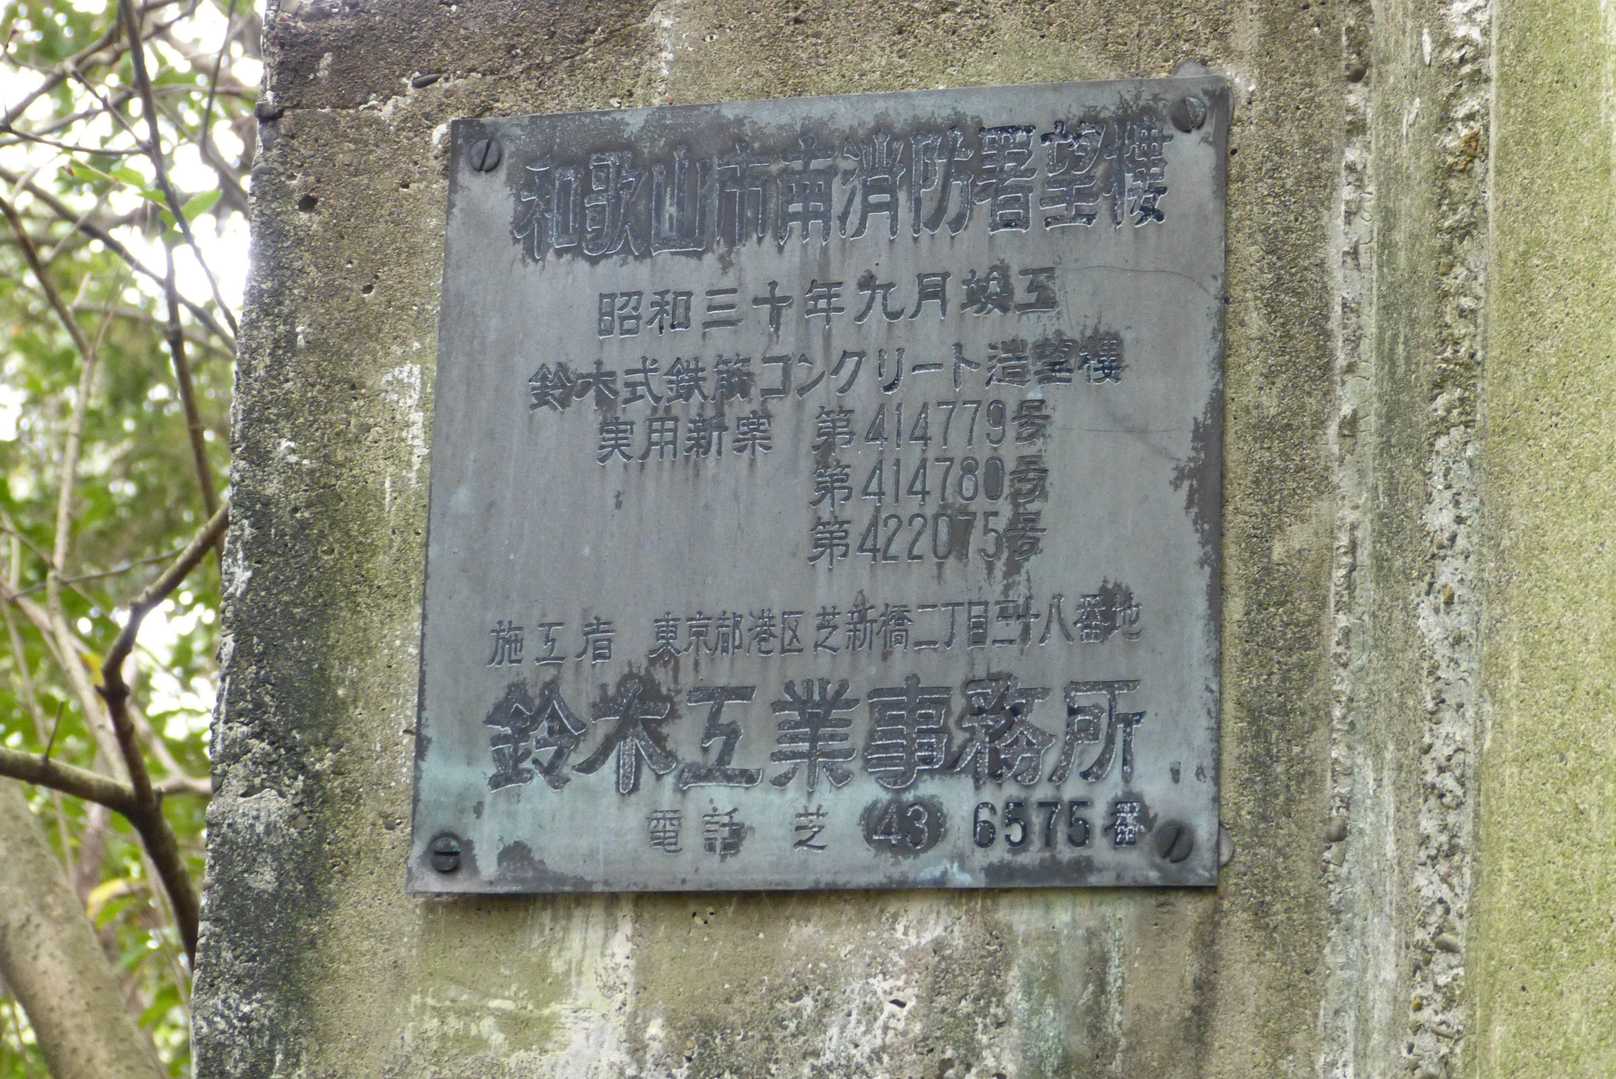 和歌山市南消防署望樓
昭和三十年九月竣工
鈴木式鉄筋コンクリート造望樓
実用新案 第414779号
第414780号
第422075号
施工者 東京都港区芝新橋二丁目三十八番地
鈴木工業事務所
電話 芝 43 6575番